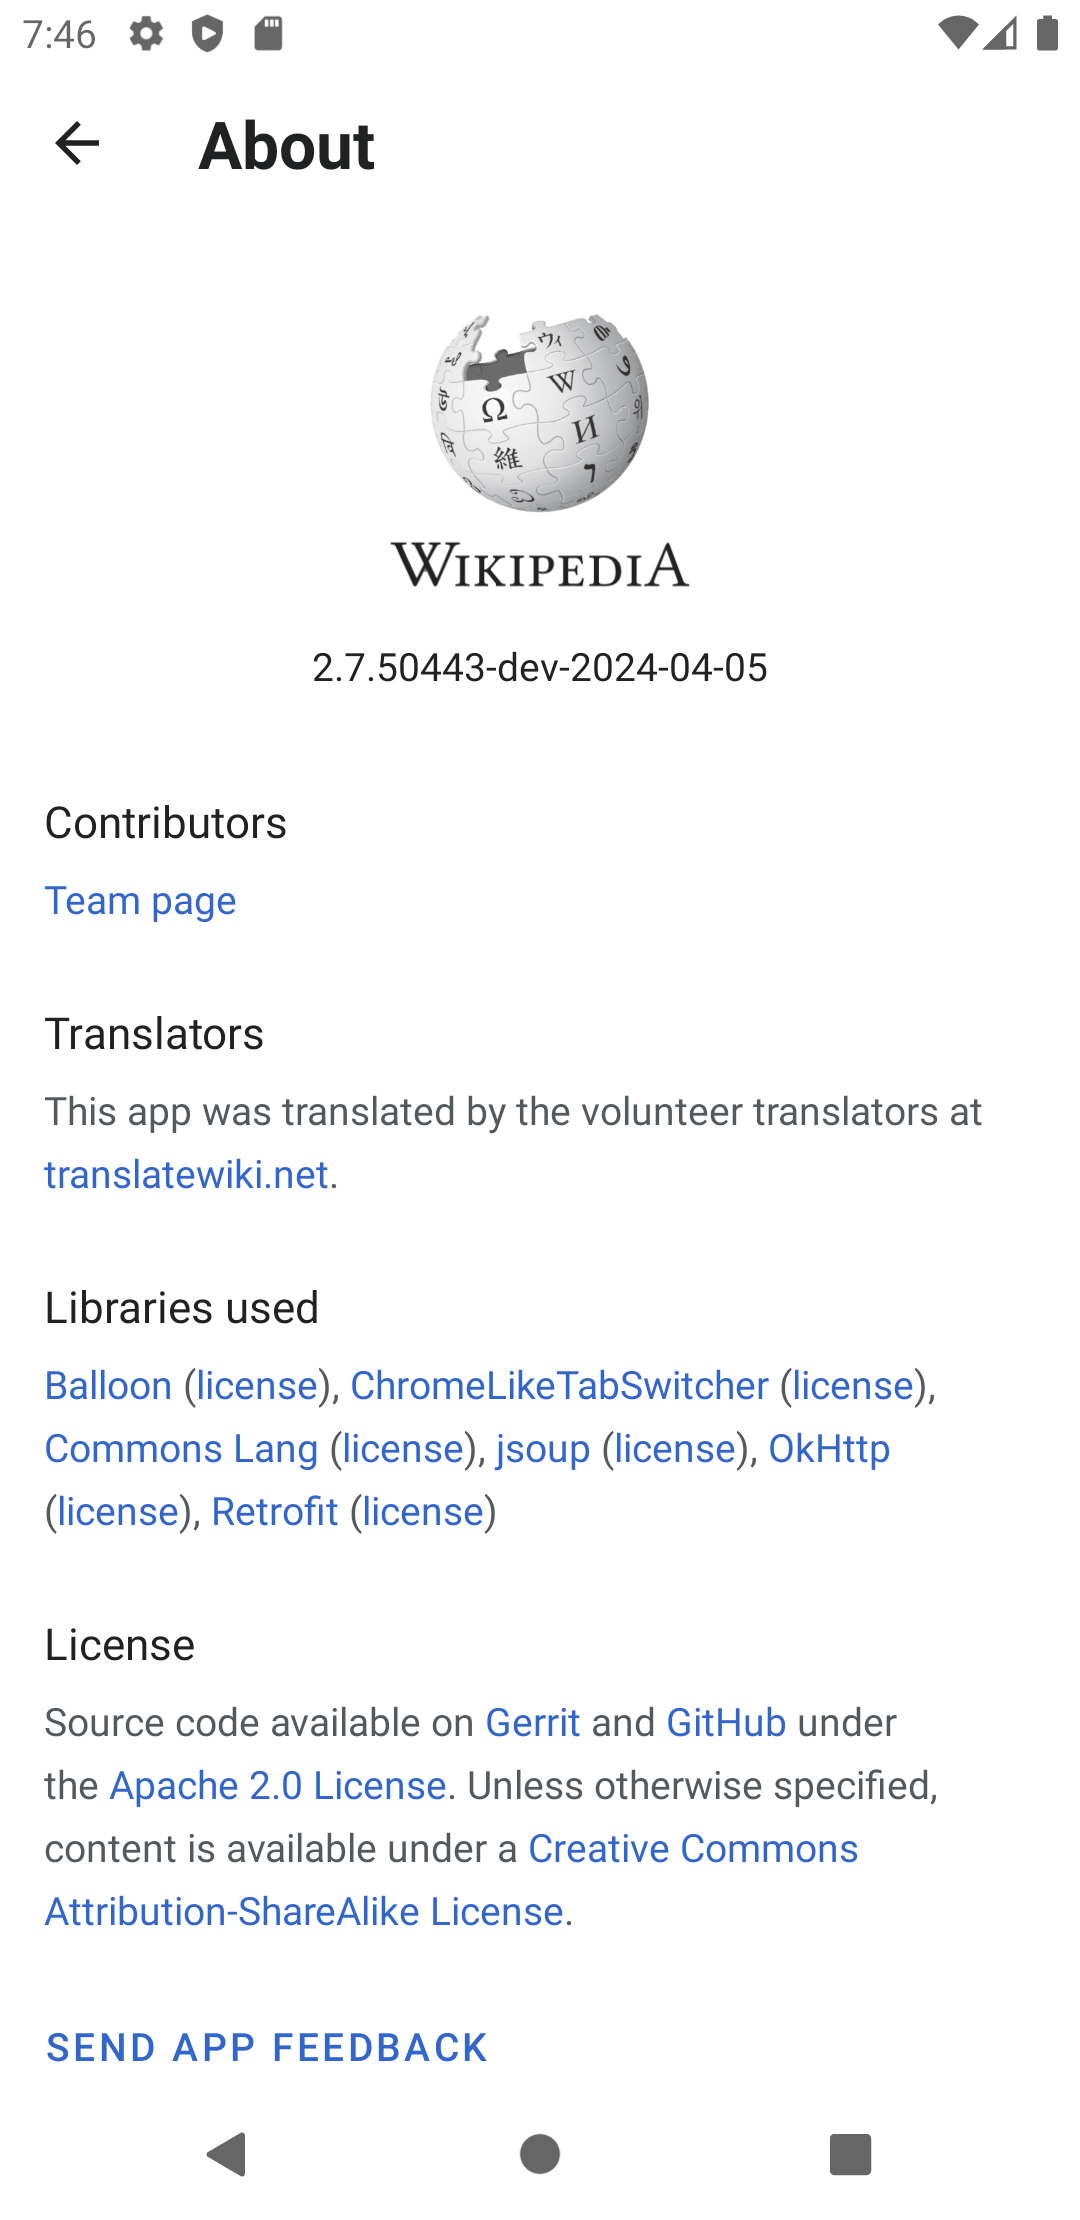 7:46
About
Ω
W
И
維
ウィ
WIKIPEDIA
2.7.50443-dev-2024-04-05
Contributors
Team page
Translators
This app was translated by the volunteer translators at
translatewiki.net.
Libraries used
Balloon (license), ChromeLikeTabSwitcher (license),
Commons Lang (license), jsoup (license), OkHttp
(license), Retrofit (license)
License
Source code available on Gerrit and GitHub under
the Apache 2.0 License. Unless otherwise specified,
content is available under a Creative Commons
Attribution-ShareAlike License.
SEND APP FEEDBACK